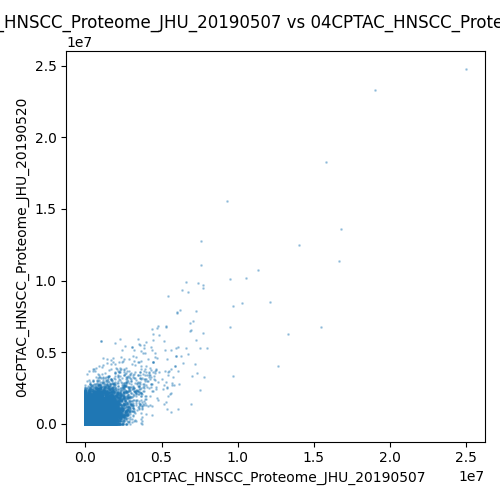 _HNSCC_Proteome_JHU_20190507 vs 04CPTAC_HNSCC_Prote
1e7
2.5
2.0
1.5
1.0
0.5
0.0
04CPTAC_HNSCC_Proteome_JHU_20190520
0.0
0.5
1.0
1.5
2.0
2.5
01CPTAC_HNSCC_Proteome_JHU_20190507
1e7